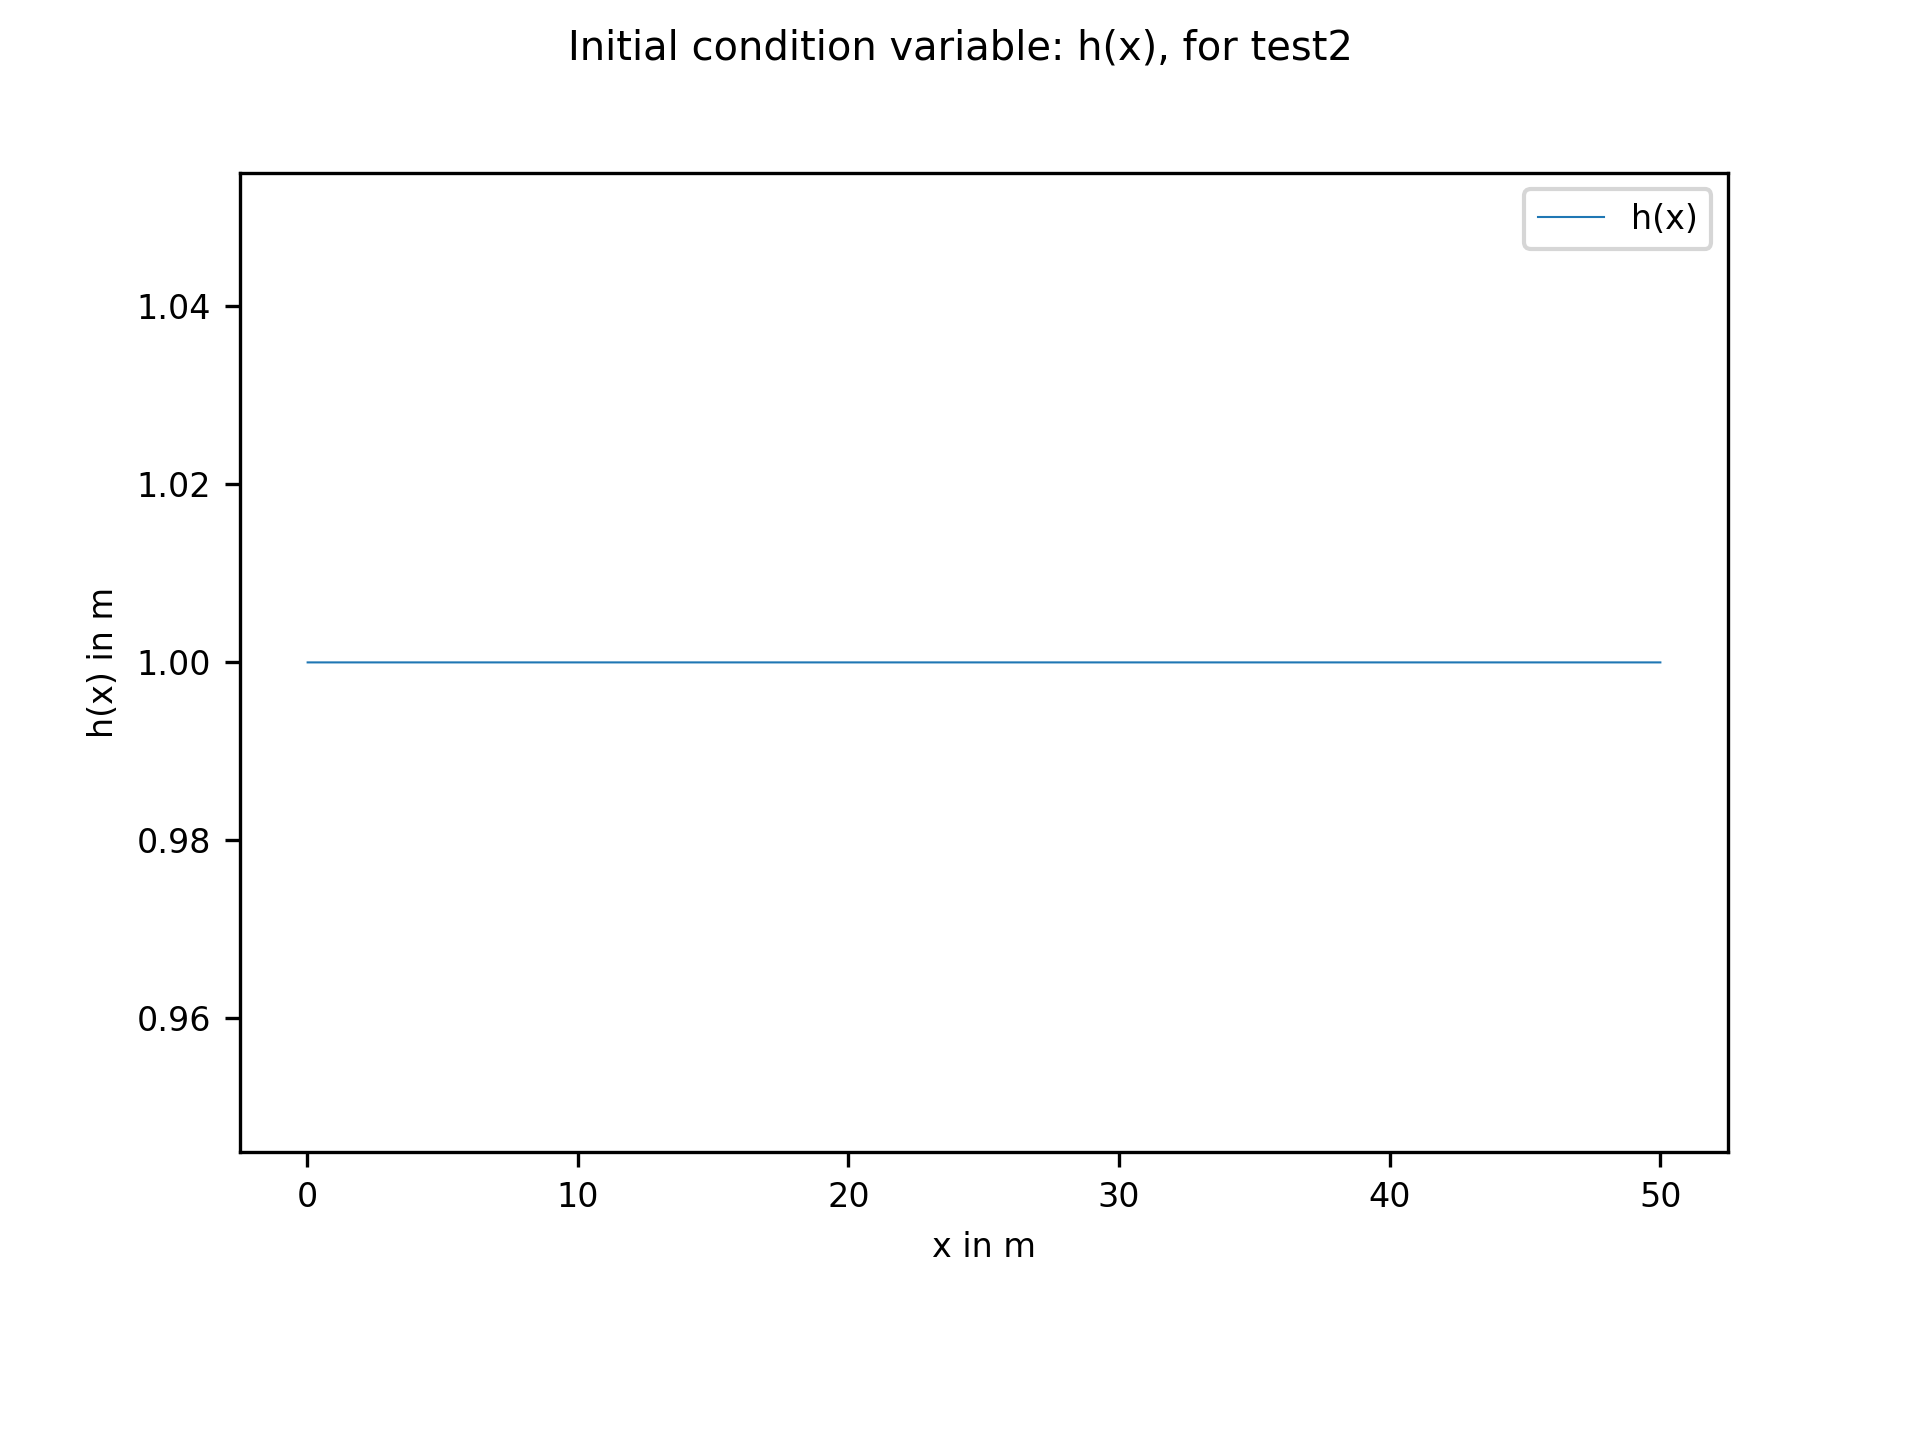 Initial condition variable: h(x), for test2
h(x)
1.04
1.02
1.00
0.98
0.96
h(x) in m
0 10 20 30 40 50
x in m